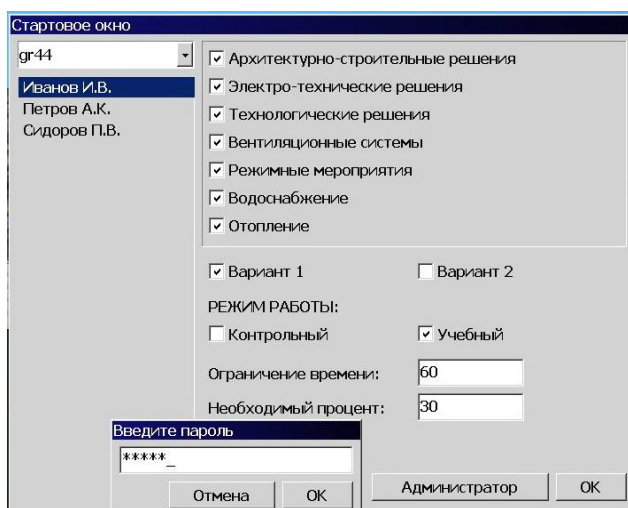 Стартовое окно
gr44
Иванов И.В.
Петров А.К.
Сидоров П.В.
Архитектурно-строительные решения
Электро-технические решения
Технологические решения
Вентиляционные системы
Режимные мероприятия
Водоснабжение
Отопление
Вариант 1 Вариант 2
РЕЖИМ РАБОТЫ:
Контрольный Учебный
Ограничение времени: 60
Необходимый процент: 30
Введите пароль
*****_
Отмена OK
Администратор OK